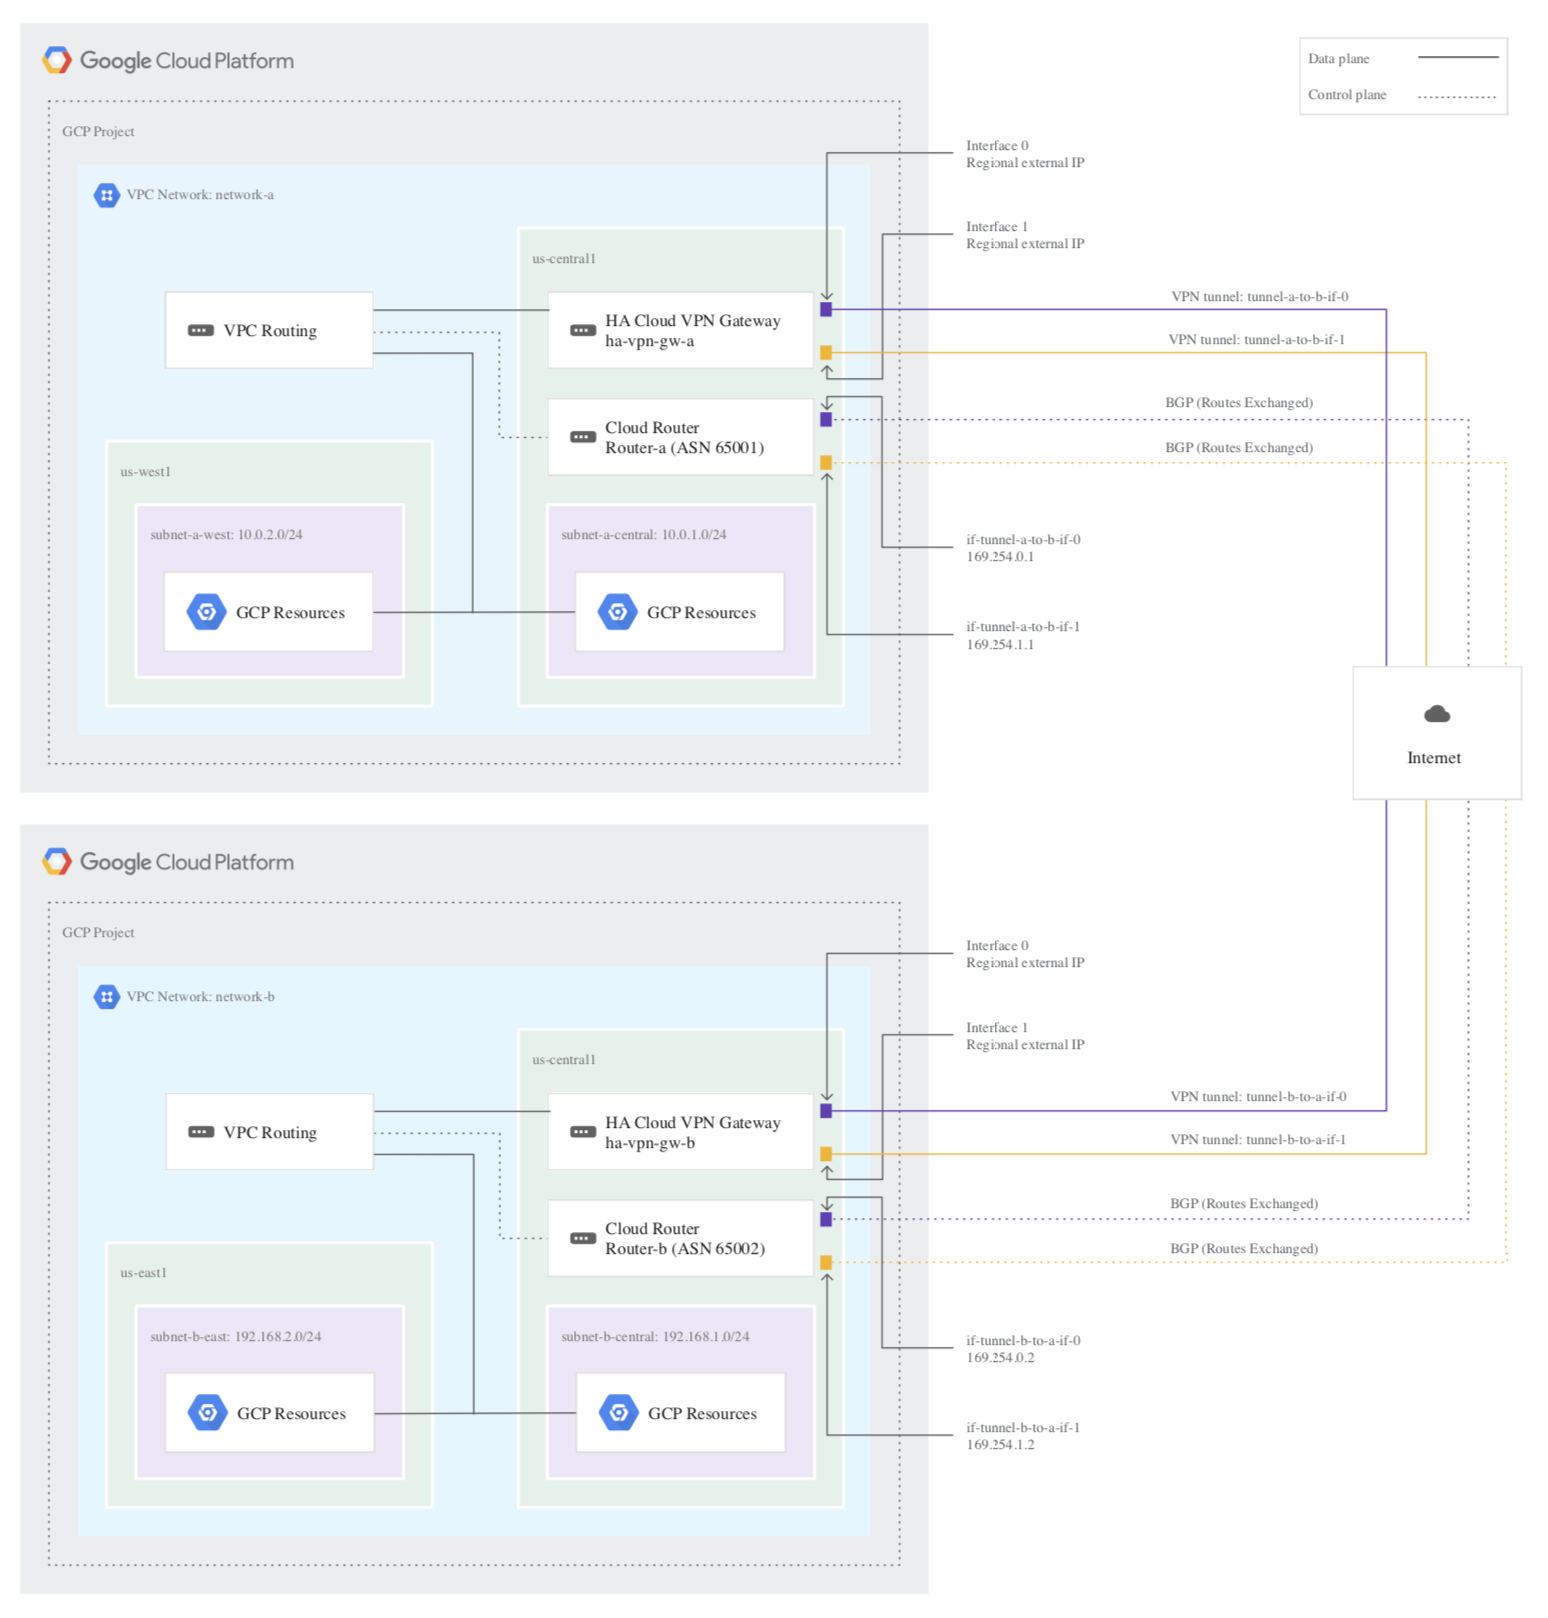 Google Cloud Platform
Data plane
Control plane
GCP Project
Interface 0
Regional external IP
VPC Network: network-a
Interface 1
Regional external IP
us-central1
VPN tunnel: tunnel-a-to-b-if-0
VPC Routing
HA Cloud VPN Gateway
ha-vpn-gw-a
VPN tunnel: tunnel-a-to-b-if-1
BGP (Routes Exchanged)
Cloud Router
Router-a (ASN 65001)
BGP (Routes Exchanged)
us-west1
subnet-a-west: 10.0.2.0/24
subnet-a-central: 10.0.1.0/24
if-tunnel-a-to-b-if-0
169.254.0.1
GCP Resources
GCP Resources
if-tunnel-a-to-b-if-1
169.254.1.1
Internet
Google Cloud Platform
GCP Project
Interface 0
Regional external IP
VPC Network: network-b
Interface 1
Regional external IP
us-central1
VPN tunnel: tunnel-b-to-a-if-0
VPC Routing
HA Cloud VPN Gateway
ha-vpn-gw-b
VPN tunnel: tunnel-b-to-a-if-1
BGP (Routes Exchanged)
Cloud Router
Router-b (ASN 65002)
BGP (Routes Exchanged)
us-east1
subnet-b-east: 192.168.2.0/24
subnet-b-central: 192.168.1.0/24
if-tunnel-b-to-a-if-0
169.254.0.2
GCP Resources
GCP Resources
if-tunnel-b-to-a-if-1
169.254.1.2